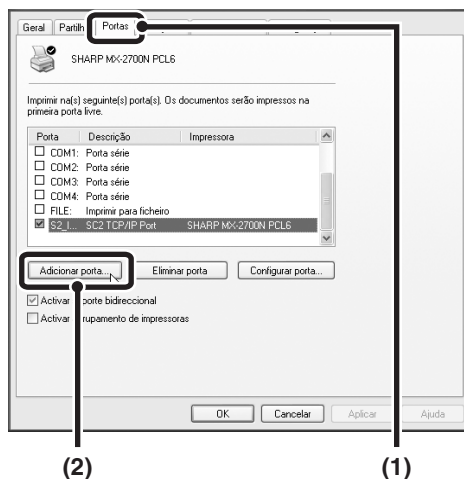 Geral Partilh Portas
SHARP MX-2700N PCL6
Imprimir na(s) seguinte(s) porta(s). Os documentos serão impressos na
primeira porta livre.
Porta Descrição Impressora
COM1: Porta série
COM2: Porta série
COM3: Porta série
COM4: Porta série
FILE: Imprimir para ficheiro
S2_I... SC2 TCP/IP Port SHARP MX-2700N PCL6
Adicionar porta... Eliminar porta Configurar porta...
Activar porte bidireccional
Activar rupamento de impressoras
OK Cancelar Aplicar Ajuda
(2) (1)